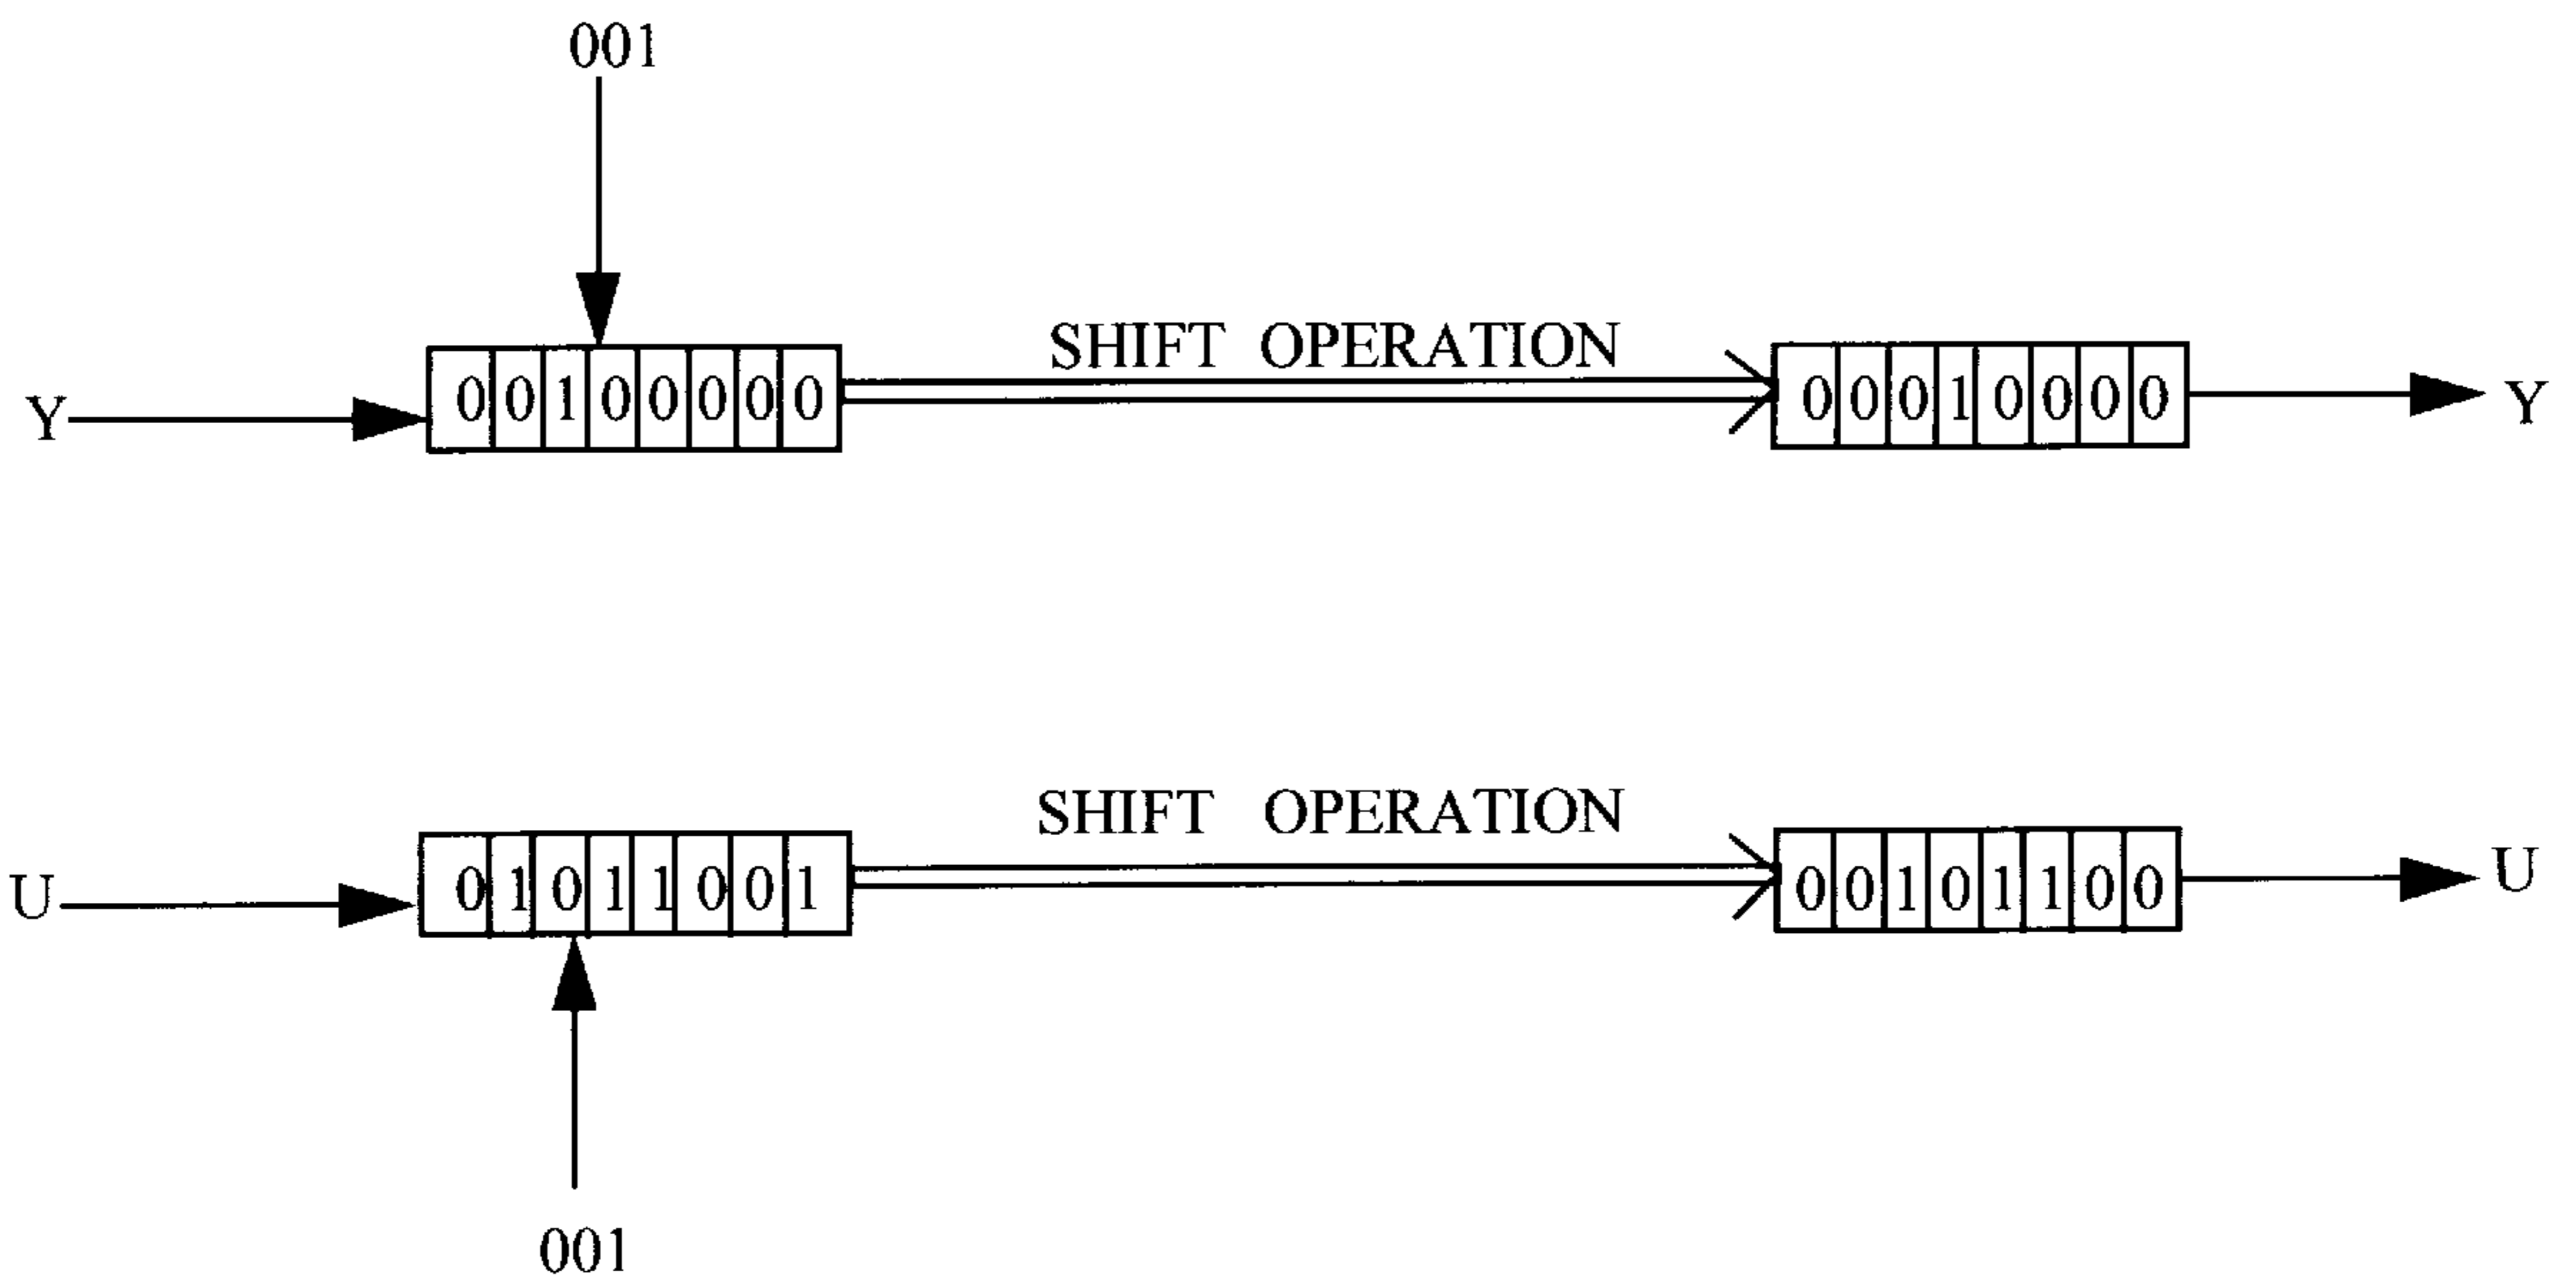 001
SHIFT OPERATION
Y 0 0 1 0 0 0 0 0 0 0 0 1 0 0 0 0 Y
SHIFT OPERATION
U 0 1 0 1 1 0 0 1 0 0 1 0 1 1 0 0 U
001